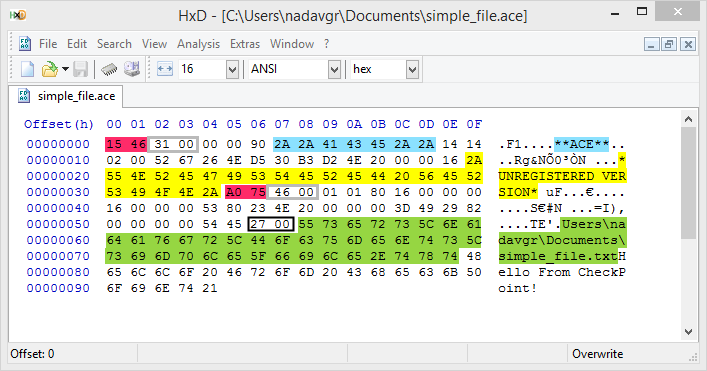 HxD - [C:\Users\nadavgr\Documents\simple_file.ace]
File Edit Search View Analysis Extras Window ?
16 ANSI hex
simple_file.ace
Offset(h) 00 01 02 03 04 05 06 07 08 09 0A 0B 0C 0D 0E 0F
00000000 15 46 31 00 00 00 90 2A 2A 41 43 45 2A 2A 14 14 .F1....**ACE**..
00000010 02 00 52 67 26 4E D5 30 B3 D2 4E 20 00 00 16 2A ..Rg&NÕ0³ÒN ...*
00000020 55 4E 52 45 47 49 53 54 45 52 45 44 20 56 45 52 UNREGISTERED VER
00000030 53 49 4F 4E 2A A0 75 46 00 01 01 80 16 00 00 00 SION* uF...€....
00000040 16 00 00 00 53 80 23 4E 20 00 00 00 3D 49 29 82 ....S€#N ...=I)‚
00000050 00 00 00 00 54 45 27 00 55 73 65 72 73 5C 6E 61 ....TE'.Users\na
00000060 64 61 76 67 72 5C 44 6F 63 75 6D 65 6E 74 73 5C davgr\Documents\
00000070 73 69 6D 70 6C 65 5F 66 69 6C 65 2E 74 78 74 48 simple_file.txtH
00000080 65 6C 6C 6F 20 46 72 6F 6D 20 43 68 65 63 6B 50 ello From CheckP
00000090 6F 69 6E 74 21 oint!
Offset: 0 Overwrite